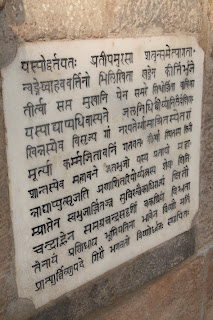 यस्योद्वर्त्तयतः प्रतीपमुरसा शत्रून्समेत्यागतान्
वङ्गेष्वाहववर्तिनो भिलिखिता खड्गेन कीर्तिर्भुजे
तीर्त्वा सप्त मुखानि येन समरे सिन्धोर्जिता
यस्याद्याप्यधिवास्यते जलनिधिर्वीर्यानिलैर्दक्षिणः
खिन्नस्येव विसृज्य गां नरपतेर्गामाश्रितस्येतरां
मूर्त्या कर्मजितावनिं गतवतः कीर्त्या स्थितस्य क्षितौ
शान्तस्येव महावने हुतभुजो यस्य प्रतापो महान्
नाद्याप्युत्सृजति प्रणाशितरिपोर्यत्नस्य शेषः क्षितिम्
प्राप्तेन स्वभुजार्जितञ्च सुचिरञ्चैकाधिराज्यं क्षितौ
चन्द्राह्वेन समग्रचन्द्रसदृशीं वक्त्रश्रियं बिभ्रता
तेनायं प्रणिधाय भूमिपतिना भावेन विष्णौ मतिं
प्रांशुर्विष्णुपदे गिरौ भगवतो विष्णोर्ध्वजः स्थापितः